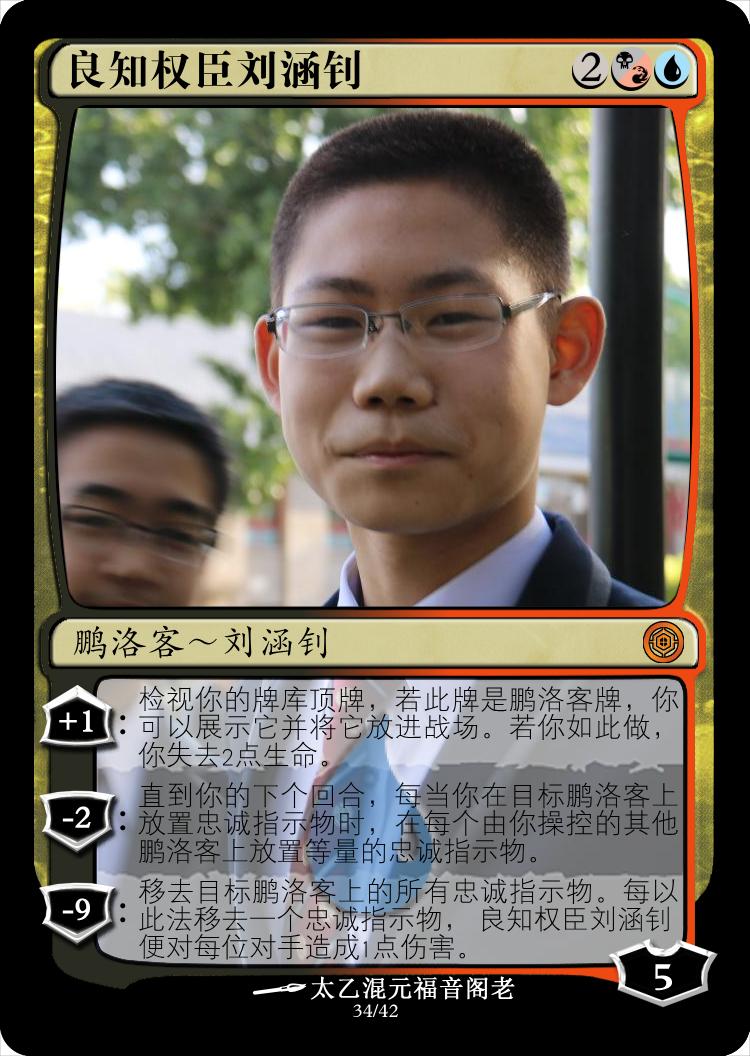 良知权臣刘涵钊 2
鹏洛客～刘涵钊
+1: 检视你的牌库顶牌，若此牌是鹏洛客牌，你
可以展示它并将它放进战场。若你如此做，
你失去2点生命。
-2: 直到你的下个回合，每当你在目标鹏洛客上
放置忠诚指示物时，在每个由你操控的其他
鹏洛客上放置等量的忠诚指示物。
-9: 移去目标鹏洛客上的所有忠诚指示物。每以
此法移去一个忠诚指示物， 良知权臣刘涵钊
便对每位对手造成1点伤害。
5
太乙混元福音阁老
34/42